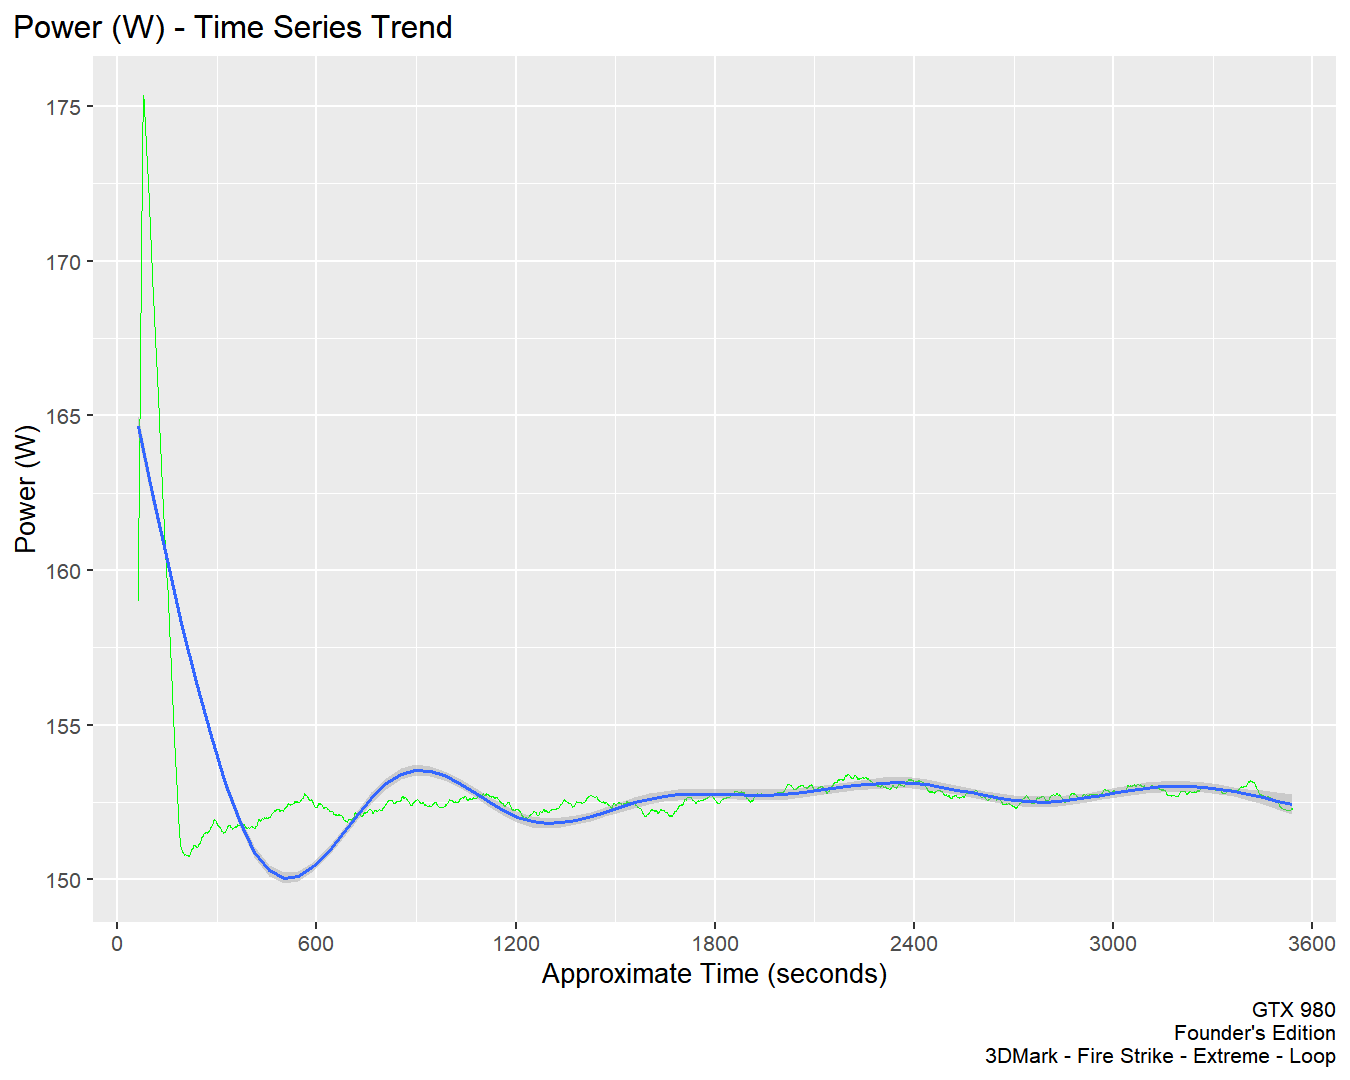 Power (W) - Time Series Trend
175
170
165
160
155
150
Power (W)
0 600 1200 1800 2400 3000 3600
Approximate Time (seconds)
GTX 980
Founder's Edition
3DMark - Fire Strike - Extreme - Loop